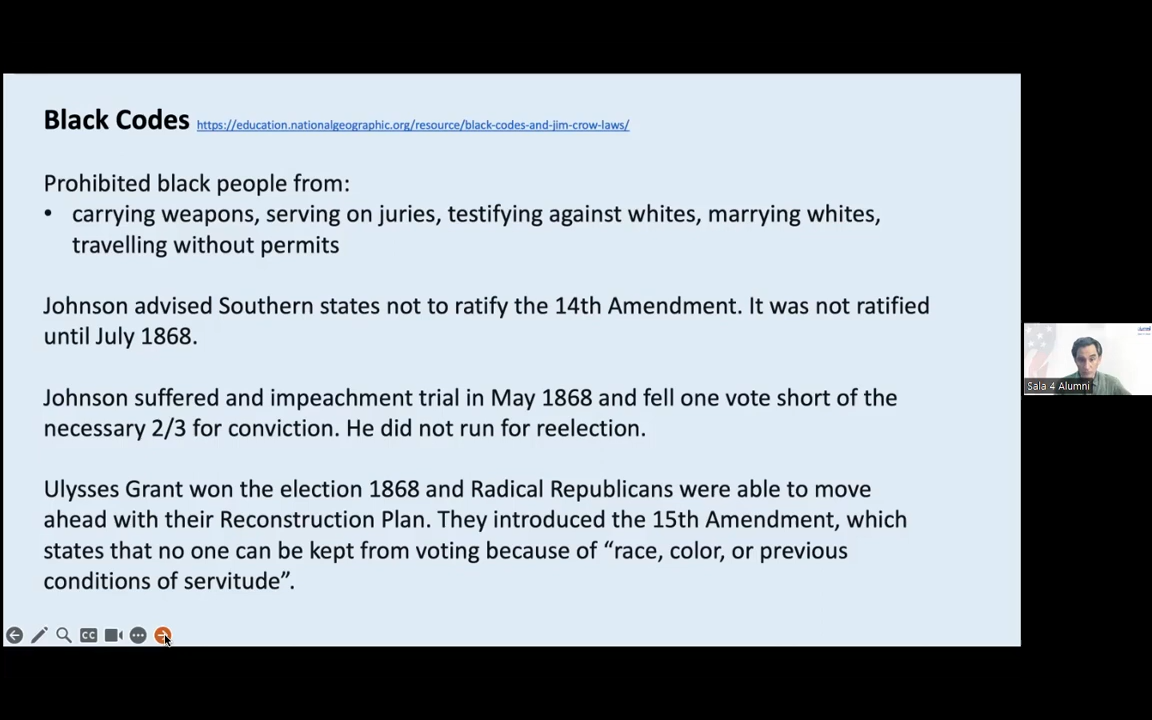 Black Codes https://education.nationalgeographic.org/resource/black-codes-and-jim-crow-laws/
Prohibited black people from:
• carrying weapons, serving on juries, testifying against whites, marrying whites,
travelling without permits
Johnson advised Southern states not to ratify the 14th Amendment. It was not ratified
until July 1868.
Johnson suffered and impeachment trial in May 1868 and fell one vote short of the
necessary 2/3 for conviction. He did not run for reelection.
Ulysses Grant won the election 1868 and Radical Republicans were able to move
ahead with their Reconstruction Plan. They introduced the 15th Amendment, which
states that no one can be kept from voting because of “race, color, or previous
conditions of servitude”.
CC
Sala 4 Alumni